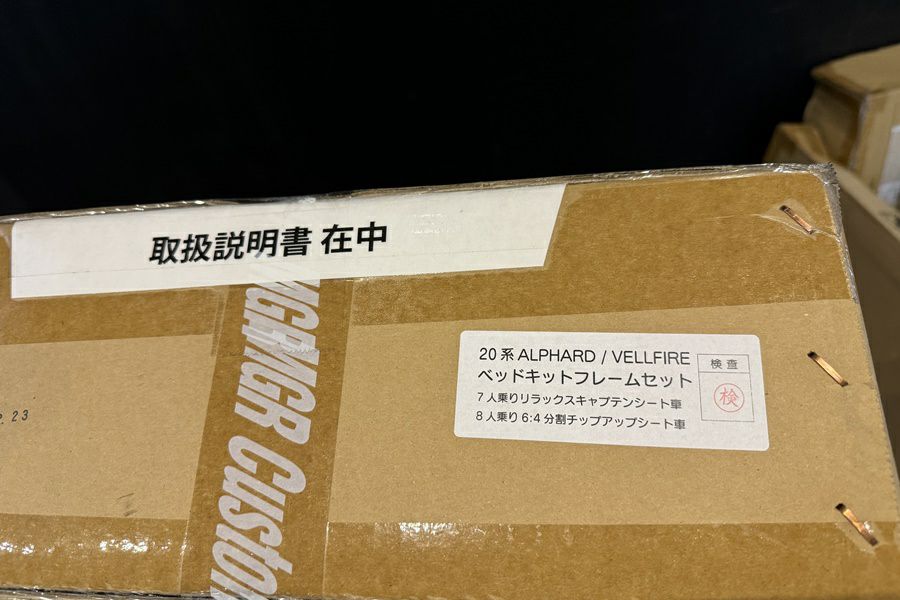 取扱説明書 在中
MGR Custom
20系 ALPHARD / VELLFIRE
ベッドキットフレームセット
7人乗りリラックスキャプテンシート車
8人乗り6:4分割チップアップシート車
検査
検
23